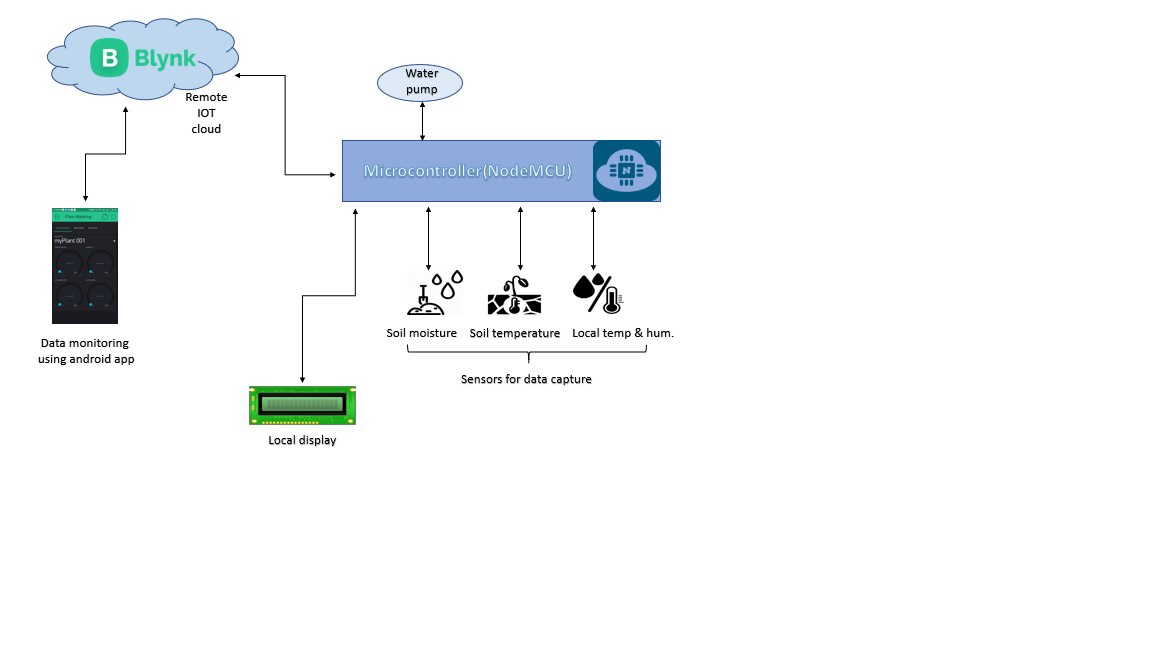 B Blynk
Remote
IOT
cloud
Water
pump
Microcontroller(NodeMCU)
N
Plant Watering
myPlant 001
Soil moisture
Soil temperature
Local temp & hum.
Data monitoring
using android app
Sensors for data capture
Local display